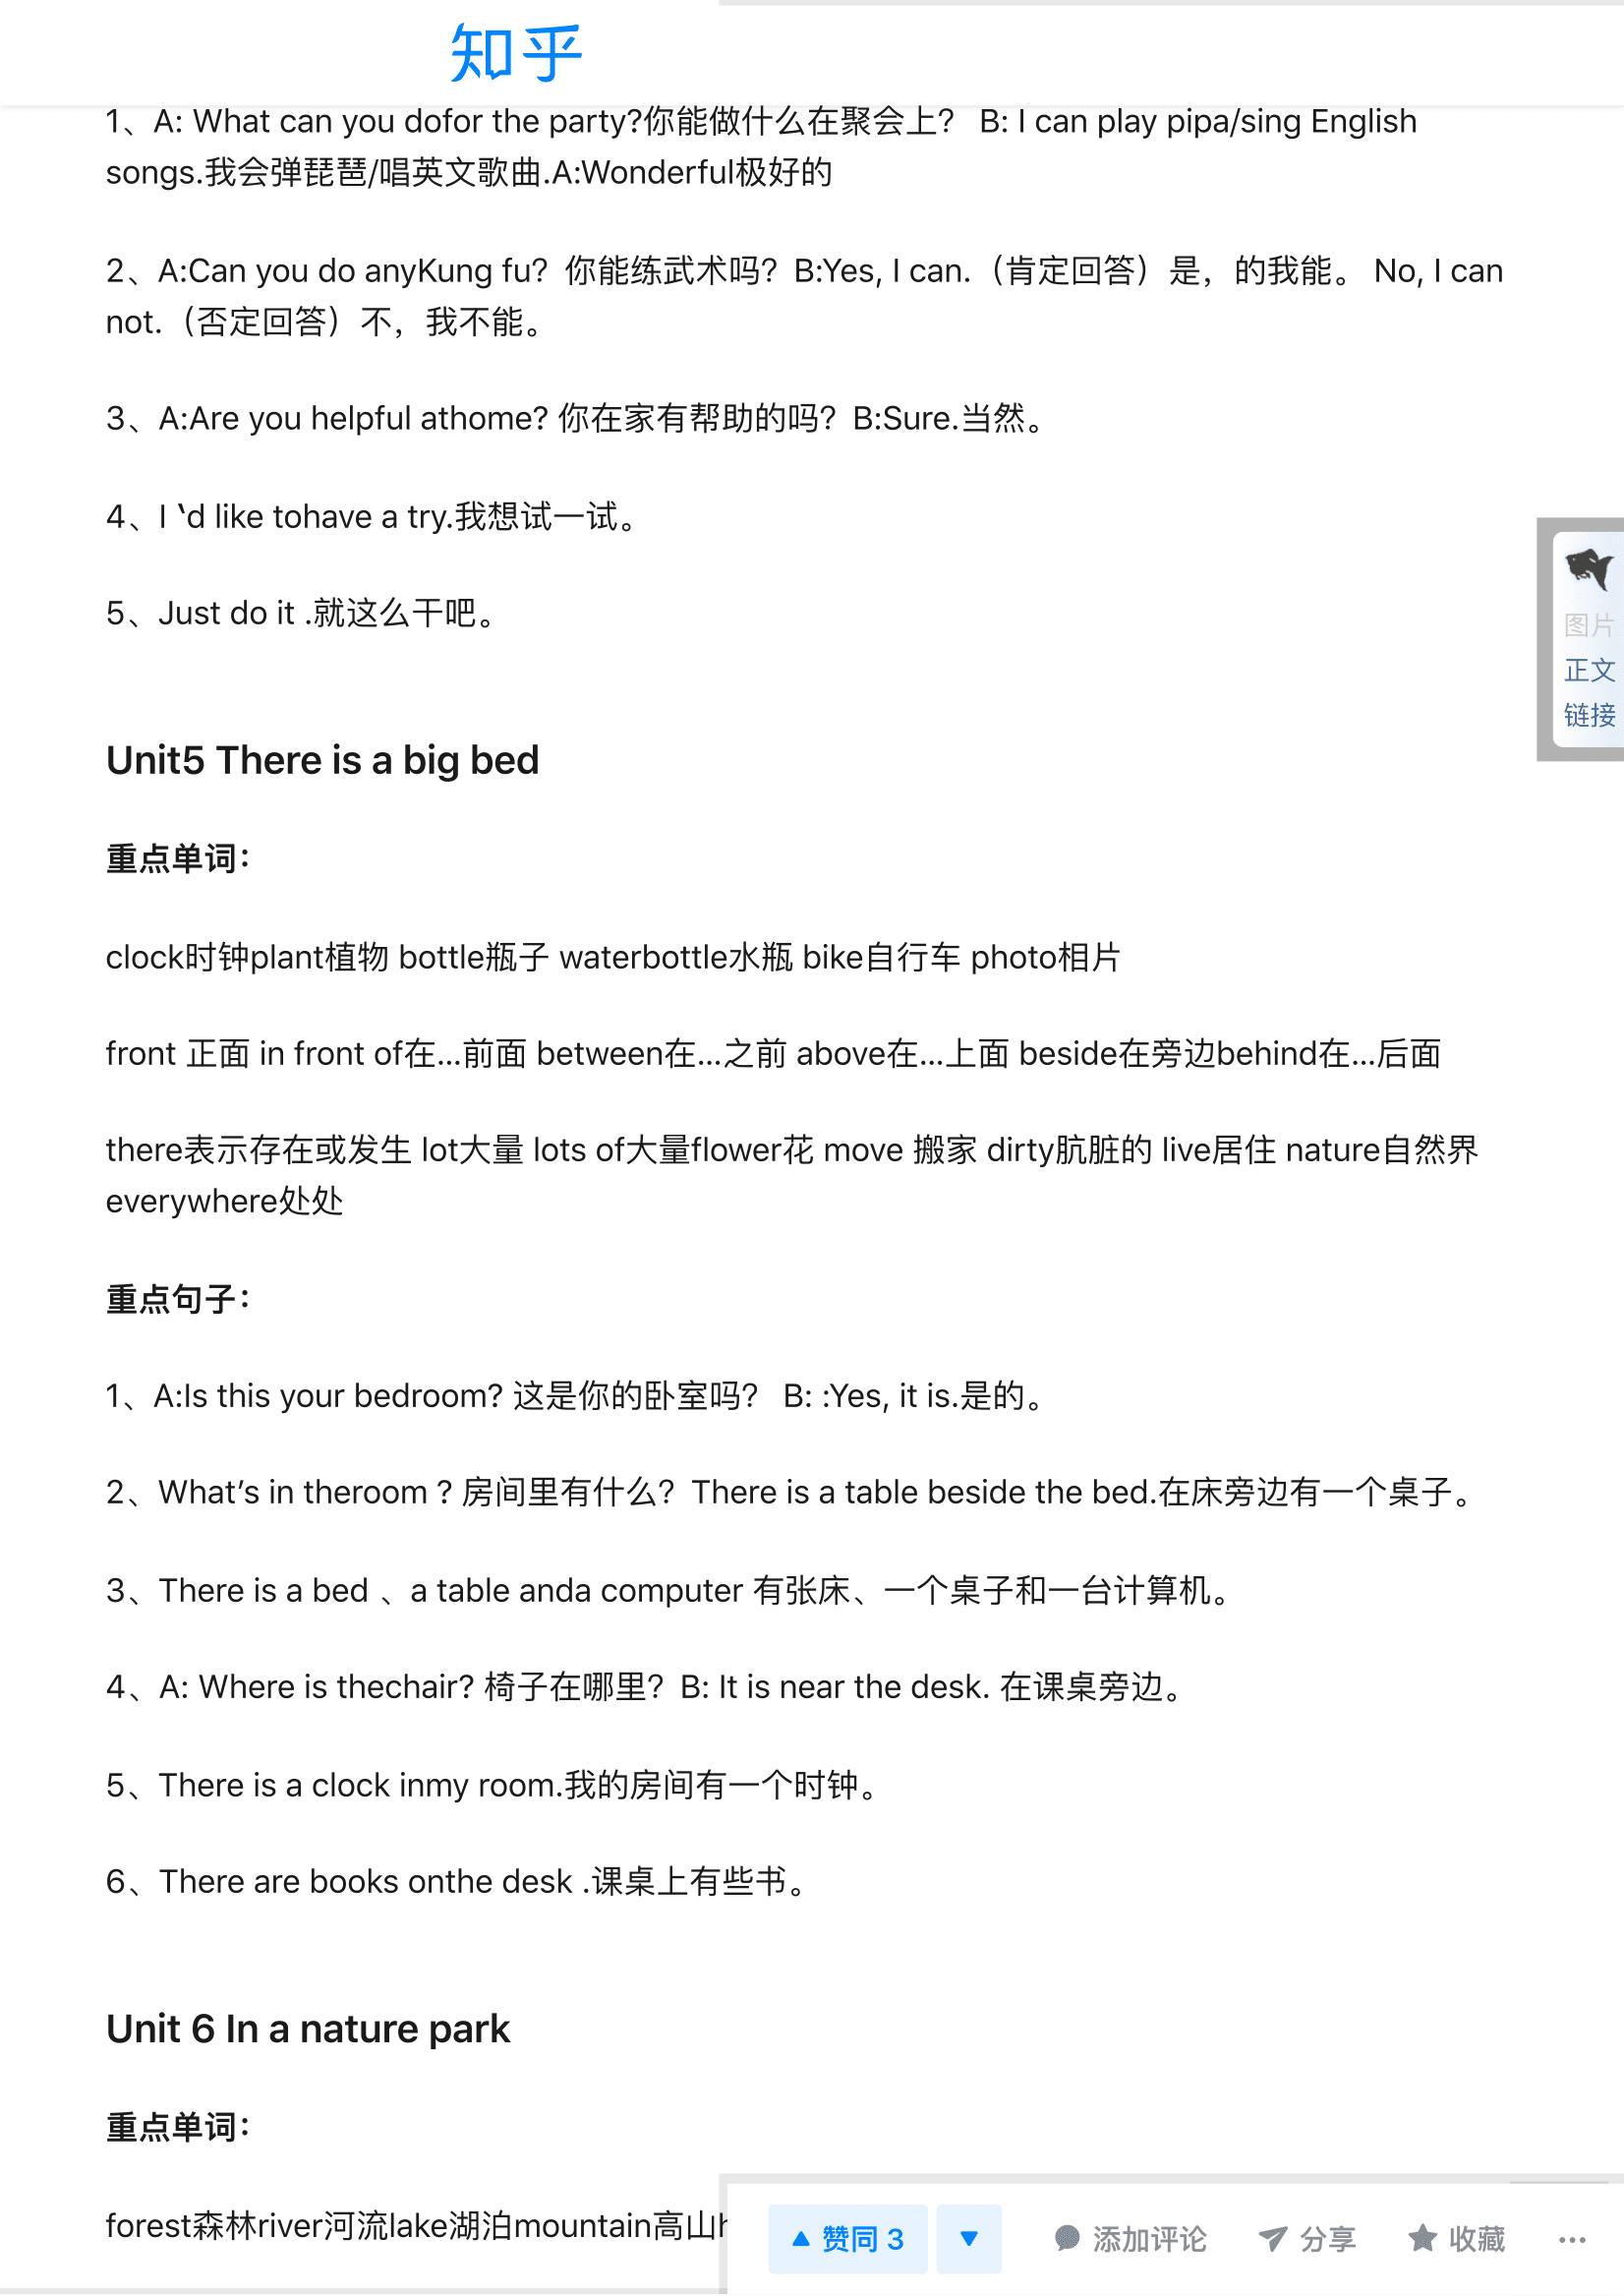 知乎
1、A: What can you dofor the party?你能做什么在聚会上？ B: I can play pipa/sing English
songs.我会弹琵琶/唱英文歌曲.A:Wonderful极好的
2、A:Can you do anyKung fu？你能练武术吗？B:Yes, I can.（肯定回答）是，的我能。 No, I can
not.（否定回答）不，我不能。
3、A:Are you helpful athome? 你在家有帮助的吗？B:Sure.当然。
4、I ‵d like tohave a try.我想试一试。
5、Just do it .就这么干吧。
图片
正文
链接
Unit5 There is a big bed
重点单词：
clock时钟plant植物 bottle瓶子 waterbottle水瓶 bike自行车 photo相片
front 正面 in front of在…前面 between在…之前 above在…上面 beside在旁边behind在…后面
there表示存在或发生 lot大量 lots of大量flower花 move 搬家 dirty肮脏的 live居住 nature自然界
everywhere处处
重点句子：
1、A:Is this your bedroom? 这是你的卧室吗？ B: :Yes, it is.是的。
2、What’s in theroom ? 房间里有什么？There is a table beside the bed.在床旁边有一个桌子。
3、There is a bed 、a table anda computer 有张床、一个桌子和一台计算机。
4、A: Where is thechair? 椅子在哪里？B: It is near the desk. 在课桌旁边。
5、There is a clock inmy room.我的房间有一个时钟。
6、There are books onthe desk .课桌上有些书。
Unit 6 In a nature park
重点单词：
forest森林river河流lake湖泊mountain高山
赞同 3 添加评论 分享 收藏